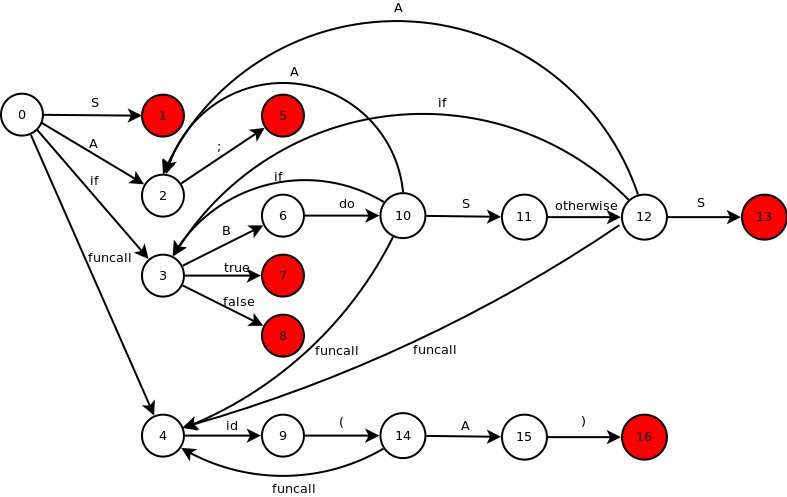 A
A
if
S
0
1
5
A
;
if
if
2
do
S
otherwise
S
B
6
10
11
12
13
funcall
true
3
7
false
8
funcall
funcall
id
(
A
)
4
9
14
15
16
funcall